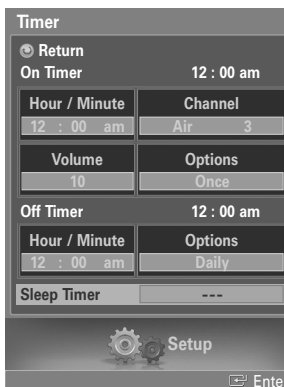 Timer
Return
On Timer 12 : 00 am
Hour / Minute Channel
12 : 00 am Air 3
Volume Options
10 Once
Off Timer 12 : 00 am
Hour / Minute Options
12 : 00 am Daily
Sleep Timer ---
Setup
Ente